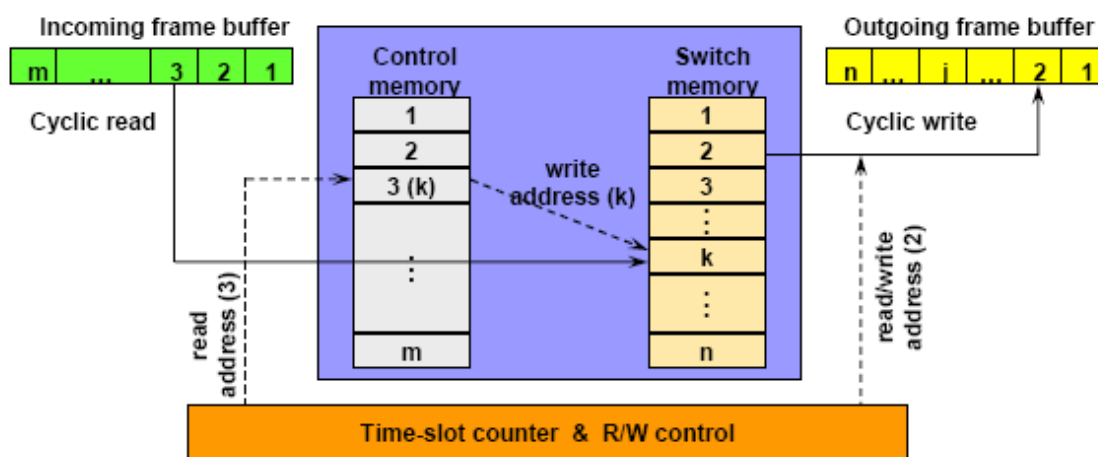 Incoming frame buffer
m ... 3 2 1
Cyclic read
Control
memory
1
2
3 (k)
⋮
m
write
address (k)
Switch
memory
1
2
3
⋮
k
⋮
n
Outgoing frame buffer
n ... j ... 2 1
Cyclic write
read
address (3)
read/write
address (2)
Time-slot counter & R/W control